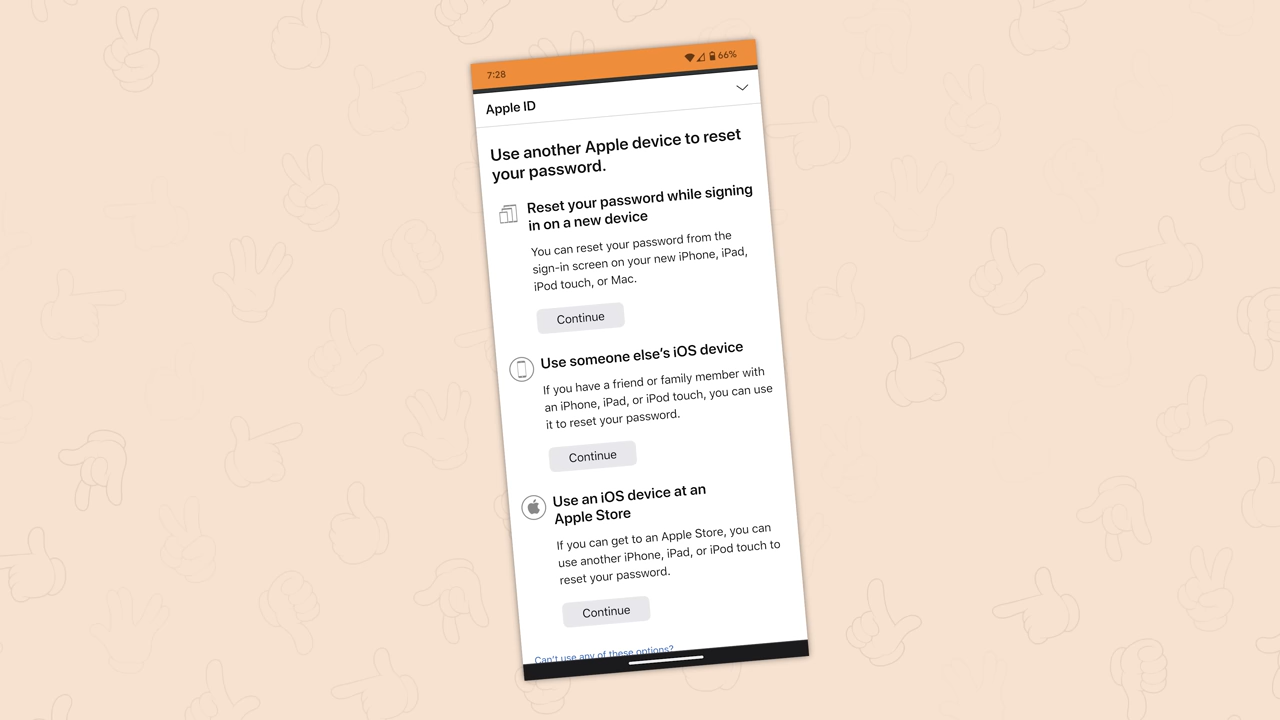 7:28
66%
Apple ID
Use another Apple device to reset
your password.
Reset your password while signing
in on a new device
You can reset your password from the
sign-in screen on your new iPhone, iPad,
iPod touch, or Mac.
Continue
Use someone else's iOS device
If you have a friend or family member with
an iPhone, iPad, or iPod touch, you can use
it to reset your password.
Continue
Use an iOS device at an
Apple Store
If you can get to an Apple Store, you can
use another iPhone, iPad, or iPod touch to
reset your password.
Continue
Can't use any of these options?